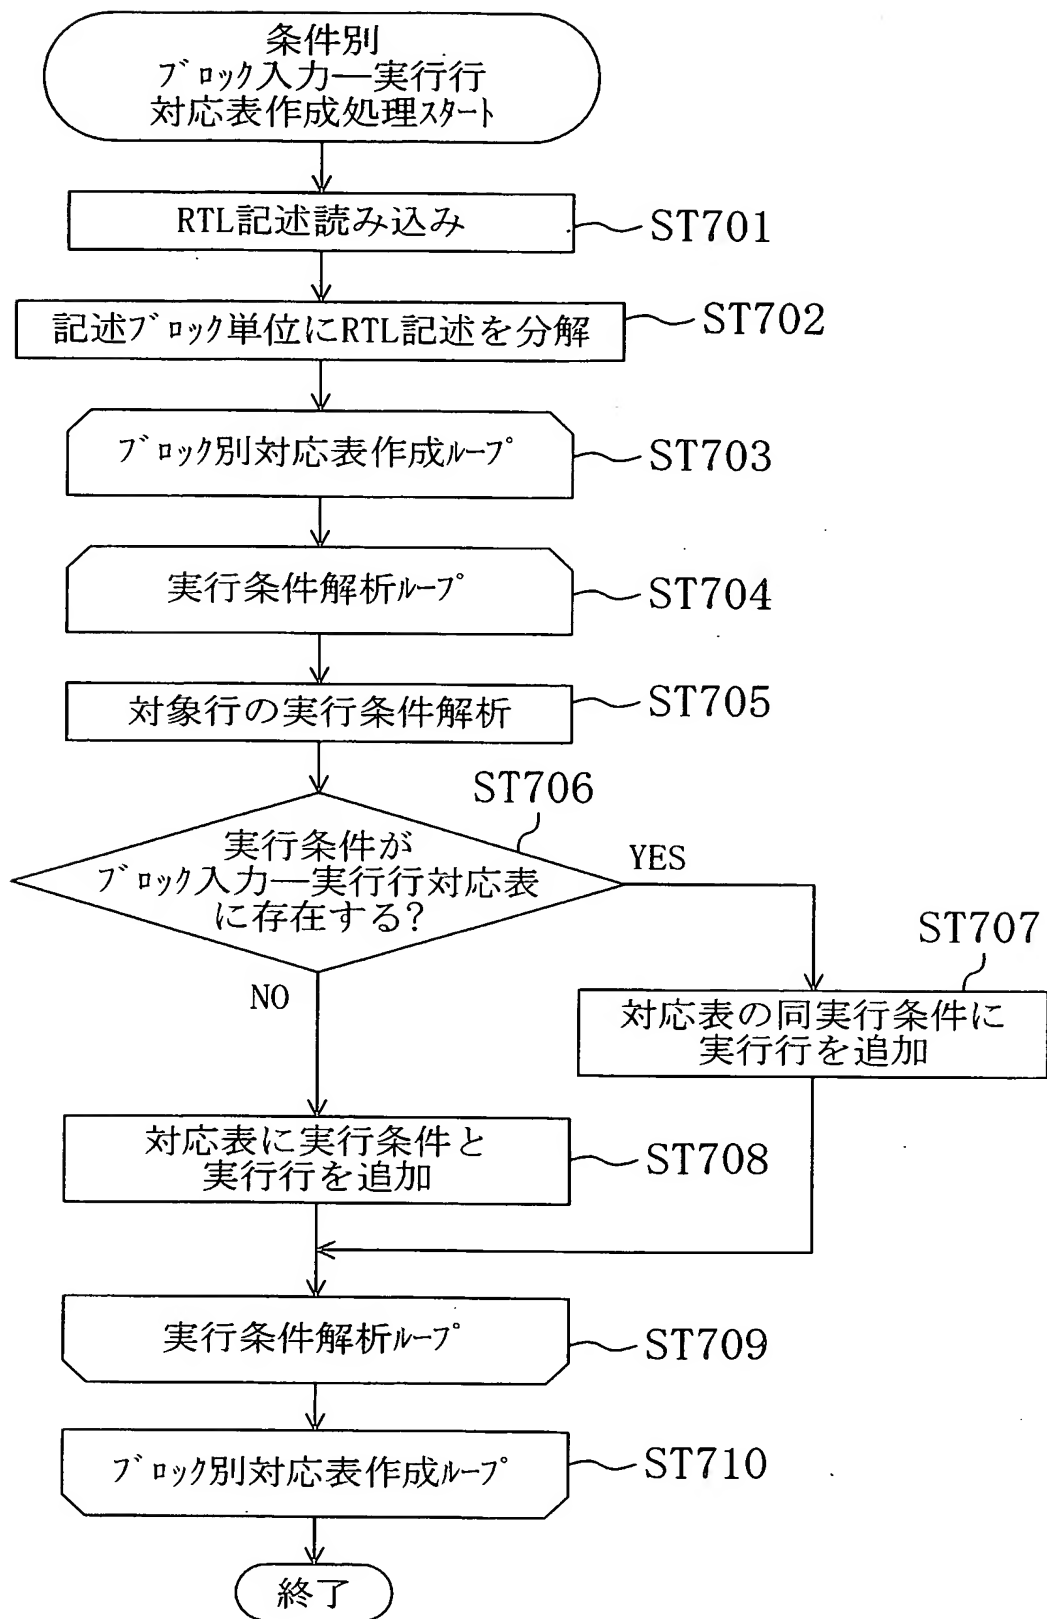 条件別
ブロック入力―実行行
対応表作成処理スタート
RTL記述読み込み
ST701
記述ブロック単位にRTL記述を分解
ST702
ブロック別対応表作成ループ
ST703
実行条件解析ループ
ST704
対象行の実行条件解析
ST705
ST706
実行条件が
ブロック入力―実行行対応表
に存在する?
YES
NO
ST707
対応表の同実行条件に
実行行を追加
対応表に実行条件と
実行行を追加
ST708
実行条件解析ループ
ST709
ブロック別対応表作成ループ
ST710
終了